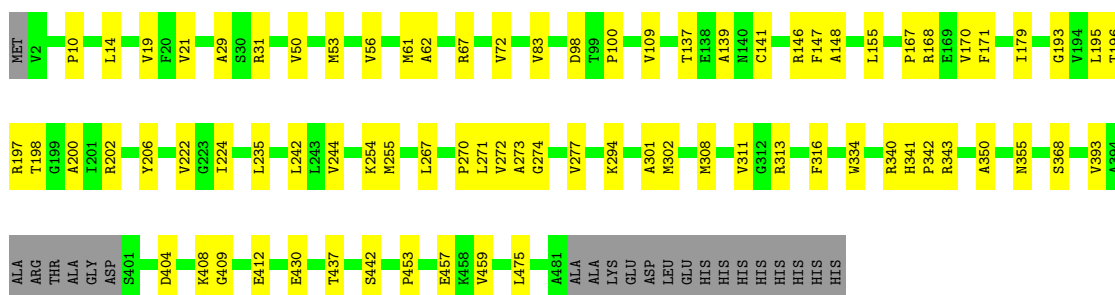 MET V2 P10 L14 V19 F20 V21 A29 S30 R31 V50 M53 V56 M61 A62 R67 V72 V83 D98 T99 P100 V109 T137 E138 A139 N140 C141 R146 F147 A148 L155 P167 R168 E169 V170 F171 I179 G193 V194 L195 T196
R197 T198 G199 A200 I201 R202 Y206 V222 G223 I224 L235 L242 L243 V244 K254 M255 L267 P270 L271 V272 A273 G274 V277 K294 A301 M302 M308 V311 G312 R313 F316 W334 R340 H341 P342 R343 A350 N355 S368 V393 A394
ALA ARG THR ALA GLY ASP S401 D404 K408 G409 E412 E430 T437 S442 P453 E457 K458 V459 L475 A481 ALA ALA LYS GLU ASP LEU GLU HIS HIS HIS HIS HIS HIS HIS HIS